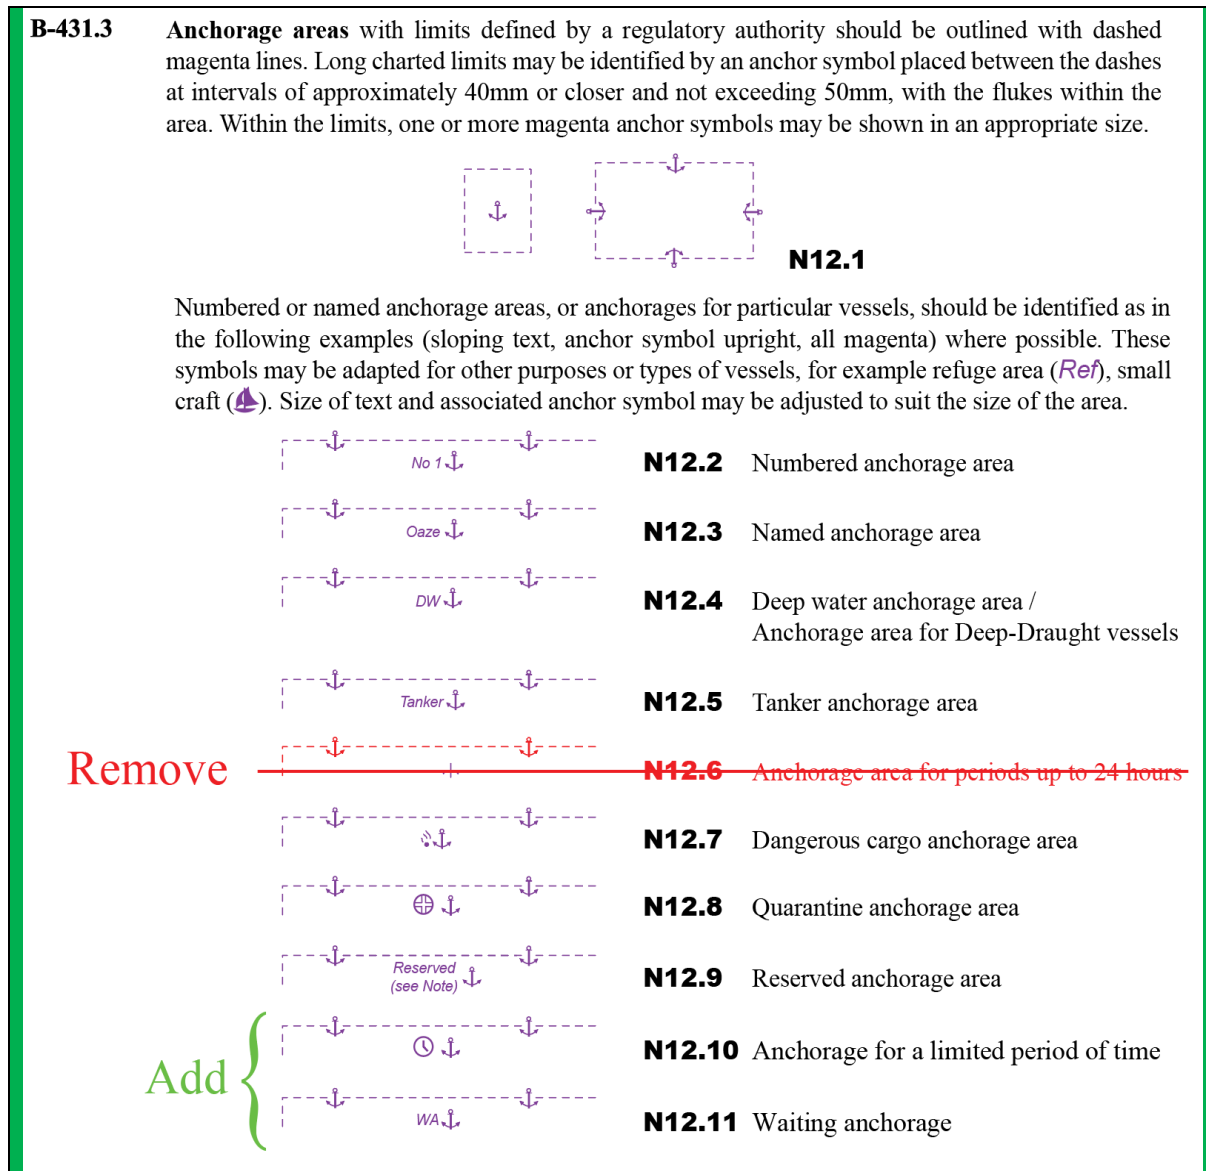 B-431.3 Anchorage areas with limits defined by a regulatory authority should be outlined with dashed
magenta lines. Long charted limits may be identified by an anchor symbol placed between the dashes
at intervals of approximately 40mm or closer and not exceeding 50mm, with the flukes within the
area. Within the limits, one or more magenta anchor symbols may be shown in an appropriate size.
N12.1
Numbered or named anchorage areas, or anchorages for particular vessels, should be identified as in
the following examples (sloping text, anchor symbol upright, all magenta) where possible. These
symbols may be adapted for other purposes or types of vessels, for example refuge area (Ref), small
craft ( ). Size of text and associated anchor symbol may be adjusted to suit the size of the area.
No 1 N12.2 Numbered anchorage area
Oaze N12.3 Named anchorage area
DW N12.4 Deep water anchorage area /
Anchorage area for Deep-Draught vessels
Tanker N12.5 Tanker anchorage area
Remove N12.6 Anchorage area for periods up to 24 hours
N12.7 Dangerous cargo anchorage area
N12.8 Quarantine anchorage area
Reserved
(see Note) N12.9 Reserved anchorage area
N12.10 Anchorage for a limited period of time
Add
WA N12.11 Waiting anchorage